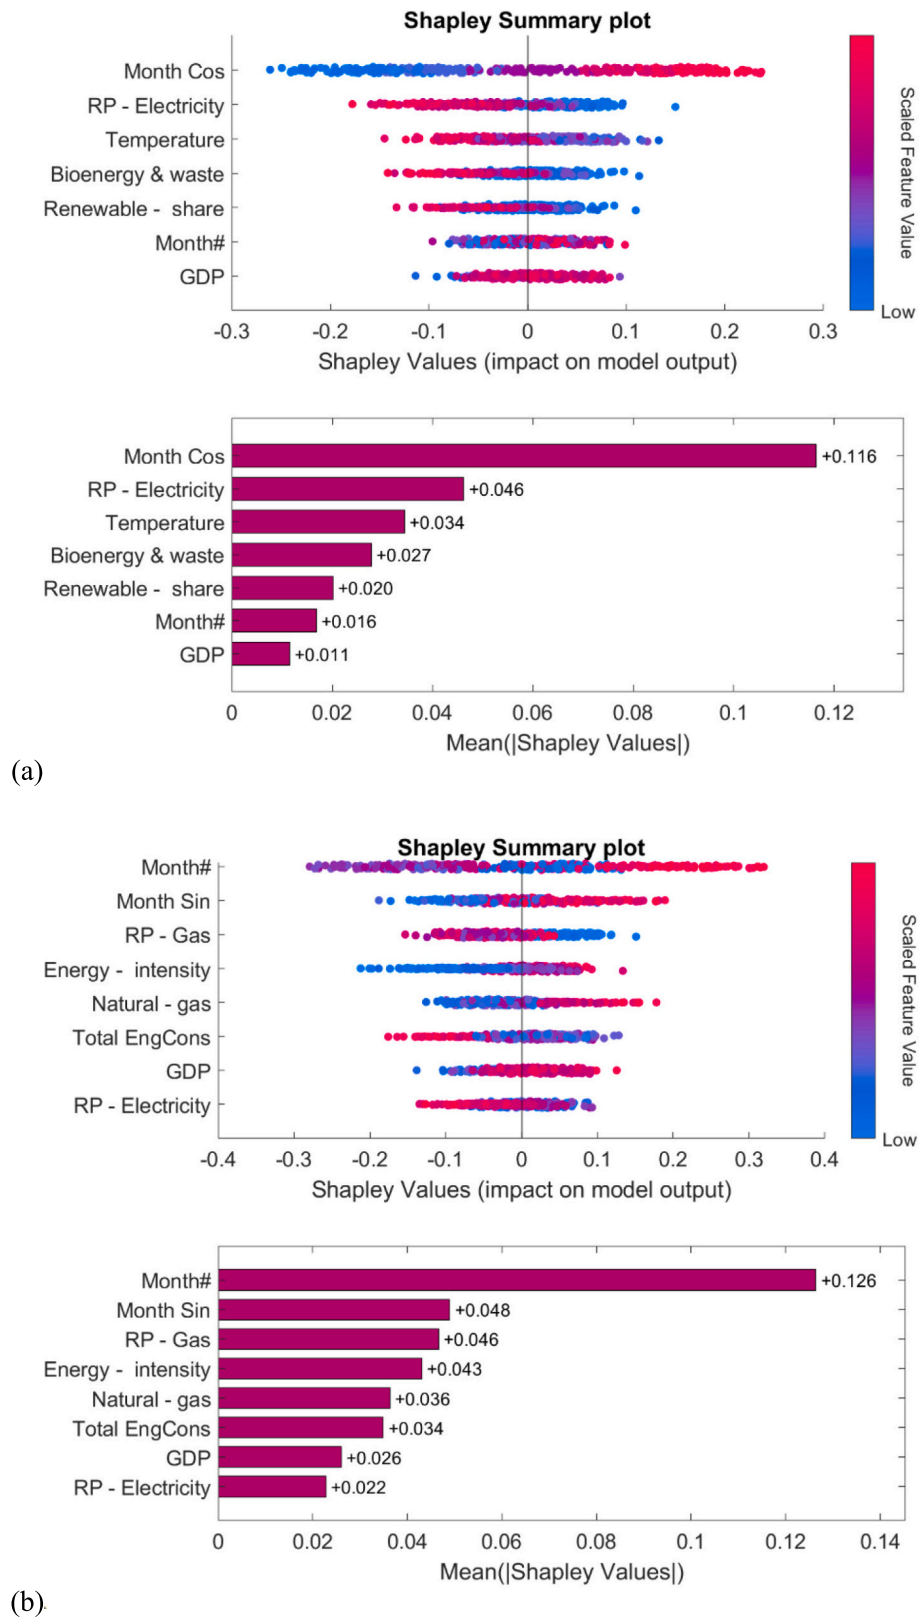 Shapley Summary plot
Month Cos
RP - Electricity
Temperature
Bioenergy & waste
Renewable - share
Month#
GDP
-0.3 -0.2 -0.1 0 0.1 0.2 0.3
Shapley Values (impact on model output)
Scaled Feature Value
Low
Month Cos +0.116
RP - Electricity +0.046
Temperature +0.034
Bioenergy & waste +0.027
Renewable - share +0.020
Month# +0.016
GDP +0.011
0 0.02 0.04 0.06 0.08 0.1 0.12
Mean(|Shapley Values|)
(a)
Shapley Summary plot
Month#
Month Sin
RP - Gas
Energy - intensity
Natural - gas
Total EngCons
GDP
RP - Electricity
-0.4 -0.3 -0.2 -0.1 0 0.1 0.2 0.3 0.4
Shapley Values (impact on model output)
Scaled Feature Value
Low
Month# +0.126
Month Sin +0.048
RP - Gas +0.046
Energy - intensity +0.043
Natural - gas +0.036
Total EngCons +0.034
GDP +0.026
RP - Electricity +0.022
0 0.02 0.04 0.06 0.08 0.1 0.12 0.14
Mean(|Shapley Values|)
(b).